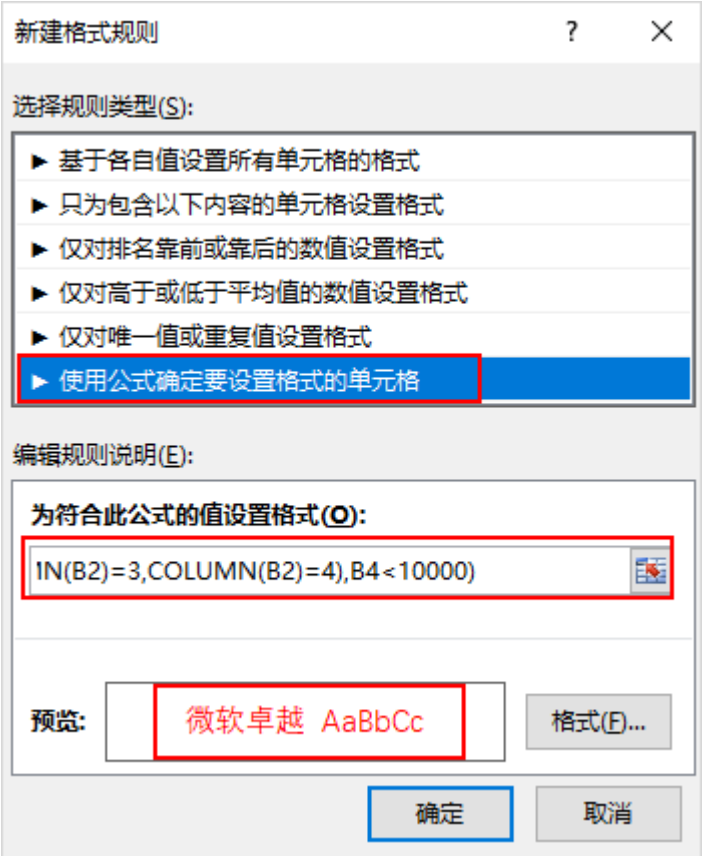 新建格式规则 ?
选择规则类型(S):
► 基于各自值设置所有单元格的格式
► 只为包含以下内容的单元格设置格式
► 仅对排名靠前或靠后的数值设置格式
► 仅对高于或低于平均值的数值设置格式
► 仅对唯一值或重复值设置格式
► 使用公式确定要设置格式的单元格
编辑规则说明(E):
为符合此公式的值设置格式(O):
IN(B2)=3,COLUMN(B2)=4),B4<10000)
预览: 微软卓越 AaBbCc 格式(F)...
确定 取消